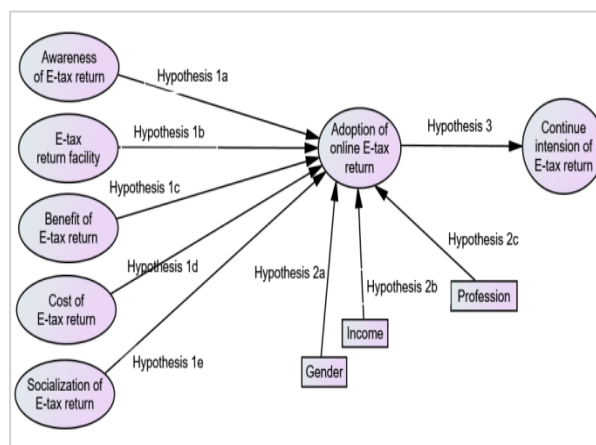 Awareness
of E-tax return
Hypothesis 1a
E-tax
return facility
Hypothesis 1b
Benefit of
E-tax return
Hypothesis 1c
Cost of
E-tax return
Hypothesis 1d
Socialization of
E-tax return
Hypothesis 1e
Adoption of
online E-tax
return
Hypothesis 3
Continue
intension of
E-tax return
Hypothesis 2a
Hypothesis 2b
Hypothesis 2c
Gender
Income
Profession